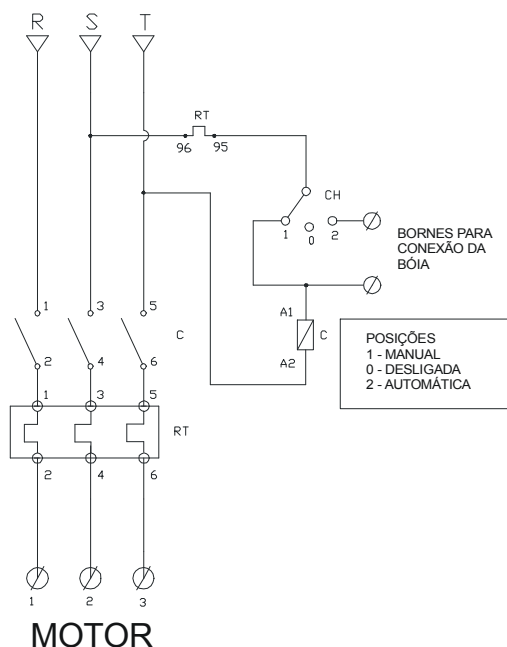 R S T
RT
96 95
CH
1 0 2
BORNES PARA
CONEXÃO DA
BÓIA
1 3 5
C
2 4 6
A1
C
A2
POSIÇÕES
1 - MANUAL
0 - DESLIGADA
2 - AUTOMÁTICA
1 3 5
RT
2 4 6
1 2 3
MOTOR